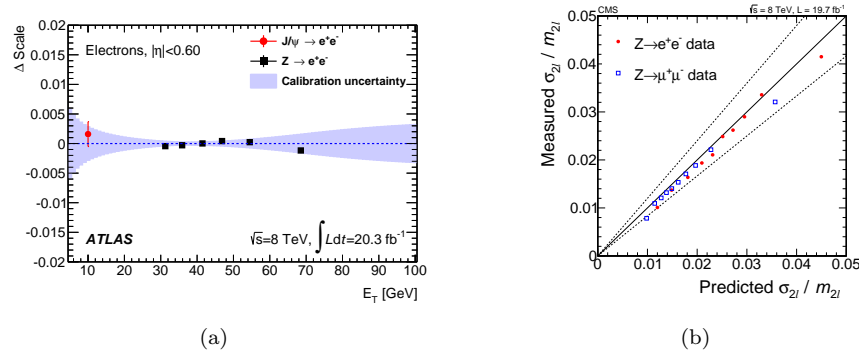 Δ Scale
0.02
0.015
0.01
0.005
0
-0.005
-0.01
-0.015
-0.02
Electrons, |η|<0.60
J/ψ → e⁺e⁻
Z → e⁺e⁻
Calibration uncertainty
ATLAS
√s=8 TeV, ∫Ldt=20.3 fb⁻¹
10 20 30 40 50 60 70 80 90 100
E_T [GeV]
(a)
CMS √s = 8 TeV, L = 19.7 fb⁻¹
Measured σ_2l / m_2l
0.05
0.04
0.03
0.02
0.01
0
Z→e⁺e⁻ data
Z→μ⁺μ⁻ data
0 0.01 0.02 0.03 0.04 0.05
Predicted σ_2l / m_2l
(b)